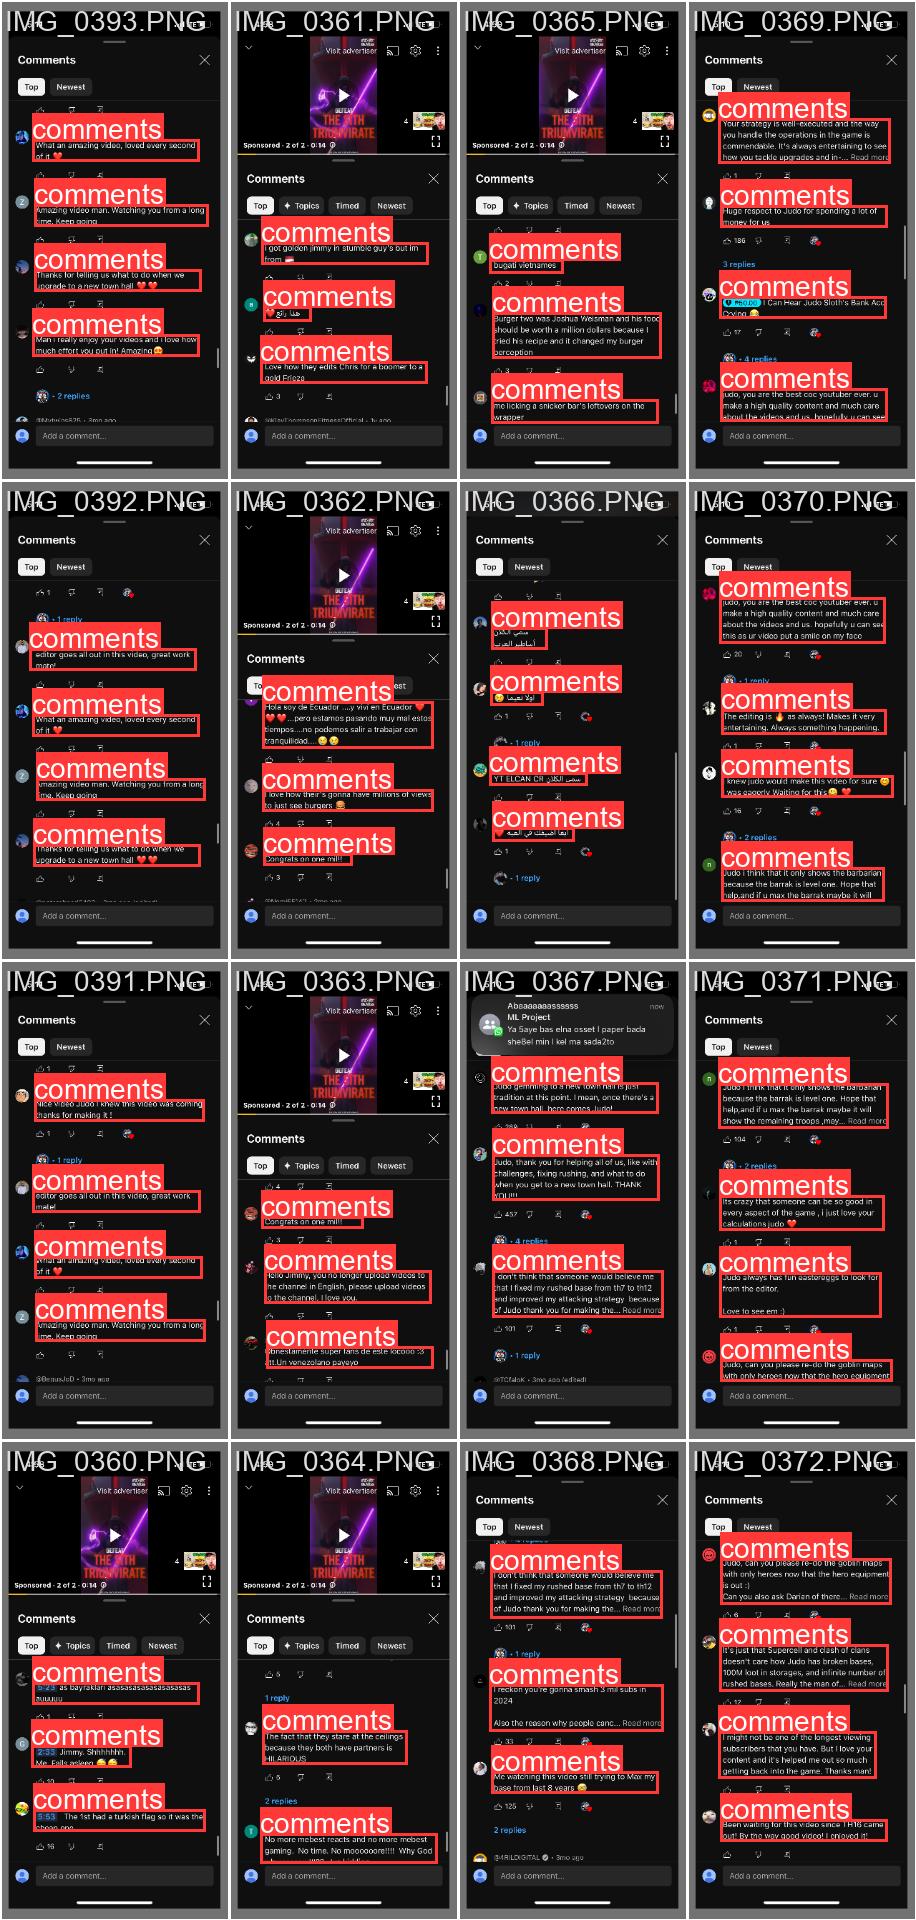 IMG_0393.PNG
Comments
Top Newest
comments
What an amazing video, loved every second
of it ❤️
comments
Amazing video man. Watching you from a long
time. Keep going
comments
Thanks for telling us what to do when we
upgrade to a new town hall ❤️❤️
comments
Man i really enjoy your videos and i love how
much effort you put in! Amazing😍
2 replies
Add a comment...
IMG_0361.PNG
Visit advertiser
DEFEAT
THE SITH
TRIUMVIRATE
Sponsored · 2 of 2 · 0:14
Comments
Top Topics Timed Newest
comments
i got golden jimmy in stumble guy's but im
from
comments
هذا رائع❤️
comments
Love how they edits Chris for a boomer to a
gold Frieza
3
Add a comment...
IMG_0365.PNG
Visit advertiser
DEFEAT
THE SITH
TRIUMVIRATE
Sponsored · 2 of 2 · 0:14
Comments
Top Topics Timed Newest
comments
bugati vietnames
2
comments
Burger two was Joshua Weisman and his food
should be worth a million dollars because I
tried his recipe and it changed my burger
perception
3
comments
me licking a snicker bar's leftovers on the
wrapper
Add a comment...
IMG_0369.PNG
Comments
Top Newest
comments
Your strategy is well-executed and the way
you handle the operations in the game is
commendable. It's always entertaining to see
how you tackle upgrades and in-... Read more
1
comments
Huge respect to Judo for spending a lot of
money for us
186
3 replies
comments
I Can Hear Judo Sloth's Bank Acc
Crying 😂
17
4 replies
comments
judo, you are the best coc youtuber ever. u
make a high quality content and much care
about the videos and us. hopefully u can see
Add a comment...
IMG_0392.PNG
Comments
Top Newest
1
1 reply
comments
editor goes all out in this video, great work
mate!
comments
What an amazing video, loved every second
of it ❤️
comments
Amazing video man. Watching you from a long
time. Keep going
comments
Thanks for telling us what to do when we
upgrade to a new town hall ❤️❤️
Add a comment...
IMG_0362.PNG
Visit advertiser
DEFEAT
THE SITH
TRIUMVIRATE
Sponsored · 2 of 2 · 0:14
Comments
comments
Hola soy de Ecuador ....y vivi en Ecuador ❤️
❤️❤️...pero estamos pasando muy mal estos
tiempos....no podemos salir a trabajar con
tranquilidad....
comments
I love how their's gonna have millions of views
to just see burgers 🍔
4
comments
Congrats on one mil!!
3
Add a comment...
IMG_0366.PNG
Comments
Top Newest
comments
أساطير العرب
comments
اولا نعيما
1
1 reply
comments
YT ELCAN CR
comments
1
1 reply
Add a comment...
IMG_0370.PNG
Comments
Top Newest
comments
judo, you are the best coc youtuber ever. u
make a high quality content and much care
about the videos and us. hopefully u can see
this as ur video put a smile on my face
20
1 reply
comments
The editing is 🔥 as always! Makes it very
entertaining. Always something happening.
1
comments
I knew judo would make this video for sure
I was eagerly Waiting for this ❤️
16
2 replies
comments
Judo i think that it only shows the barbarian
because the barrak is level one. Hope that
help,and if u max the barrak maybe it will
Add a comment...
IMG_0391.PNG
Comments
Top Newest
1
comments
Nice video Judo I knew this video was coming
thanks for making it !
1
1 reply
comments
editor goes all out in this video, great work
mate!
comments
What an amazing video, loved every second
of it ❤️
comments
Amazing video man. Watching you from a long
time. Keep going
@BegusJoD · 3mo ago
Add a comment...
IMG_0363.PNG
Visit advertiser
DEFEAT
THE SITH
TRIUMVIRATE
Sponsored · 2 of 2 · 0:14
Comments
Top Topics Timed Newest
4
comments
Congrats on one mil!!
3
comments
Hello Jimmy, you no longer upload videos to
the channel in English, please upload videos
to the channel, I love you.
comments
Obnestamente super fans de este locooo :3
att.Un venezolano payeyo
Add a comment...
IMG_0367.PNG
Abaaaaaaassssss now
ML Project
Ya 5aye bas elna osset l paper bada
she8el min l kel ma sada2to
comments
Judo gemming to a new town hall is just
tradition at this point. I mean, once there's a
new town hall, here comes Judo!
comments
Judo, thank you for helping all of us, like with
challenges, fixing rushing, and what to do
when you get to a new town hall. THANK
YOU!!!!
457
4 replies
comments
I don't think that someone would believe me
that I fixed my rushed base from th7 to th12
and improved my attacking strategy because
of Judo thank you for making the... Read more
101
1 reply
Add a comment...
IMG_0371.PNG
Comments
Top Newest
comments
Judo i think that it only shows the barbarian
because the barrak is level one. Hope that
help,and if u max the barrak maybe it will
show the remaining troops ,may... Read more
104
2 replies
comments
Its crazy that someone can be so good in
every aspect of the game , i just love your
calculations judo ❤️
1
comments
Judo always has fun eastereggs to look for
from the editor.
Love to see em :)
1
comments
Judo, can you please re-do the goblin maps
with only heroes now that the hero equipment
Add a comment...
IMG_0360.PNG
Visit advertiser
DEFEAT
THE SITH
TRIUMVIRATE
Sponsored · 2 of 2 · 0:14
Comments
Top Topics Timed Newest
comments
5:23 as bayrakları asasasasasasasasas
auuuuu
1
comments
2:33 Jimmy. Shhhhhhh.
Me. Falls asleep 😴😴
10
comments
5:53 The 1st had a turkish flag so it was the
cheap one
16
Add a comment...
IMG_0364.PNG
Visit advertiser
DEFEAT
THE SITH
TRIUMVIRATE
Sponsored · 2 of 2 · 0:14
Comments
Top Topics Timed Newest
5
1 reply
comments
The fact that they stare at the ceilings
because they both have partners is
HILARIOUS
6
2 replies
comments
No more mebest reacts and no more mebest
gaming. No time. No moooooore!!!! Why God
Add a comment...
IMG_0368.PNG
Comments
Top Newest
comments
I don't think that someone would believe me
that I fixed my rushed base from th7 to th12
and improved my attacking strategy because
of Judo thank you for making the... Read more
101
1 reply
comments
I reckon you're gonna smash 3 mil subs in
2024
Also the reason why people canc... Read more
33
comments
Me watching this video still trying to Max my
base from last 8 years
125
2 replies
@4RILDXGITAL · 3mo ago
Add a comment...
IMG_0372.PNG
Comments
Top Newest
comments
Judo, can you please re-do the goblin maps
with only heroes now that the hero equipment
is out :)
Can you also ask Darian of there... Read more
6
comments
It's just that Supercell and clash of clans
doesn't care how Judo has broken bases,
100M loot in storages, and infinite number of
rushed bases. Really the man of... Read more
12
comments
I might not be one of the longest viewing
subscribers that you have. But I love your
content and it's helped me out so much
getting back into the game. Thanks man!
comments
Been waiting for this video since TH16 came
out! By the way good video! I enjoyed it!
Add a comment...